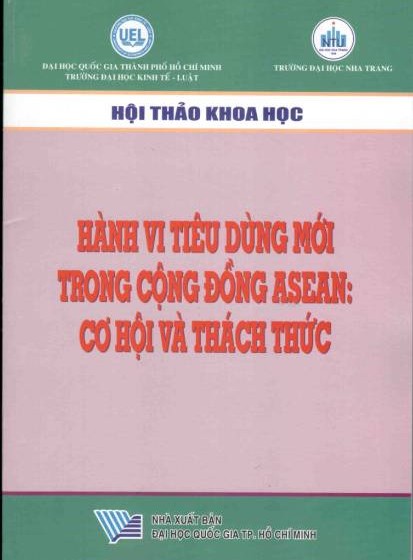 UEL
NTU
ĐẠI HỌC QUỐC GIA THÀNH PHỐ HỒ CHÍ MINH
TRƯỜNG ĐẠI HỌC KINH TẾ - LUẬT
TRƯỜNG ĐẠI HỌC NHA TRANG
HỘI THẢO KHOA HỌC
HÀNH VI TIÊU DÙNG MỚI
TRONG CỘNG ĐỒNG ASEAN:
CƠ HỘI VÀ THÁCH THỨC
NHÀ XUẤT BẢN
ĐẠI HỌC QUỐC GIA TP. HỒ CHÍ MINH